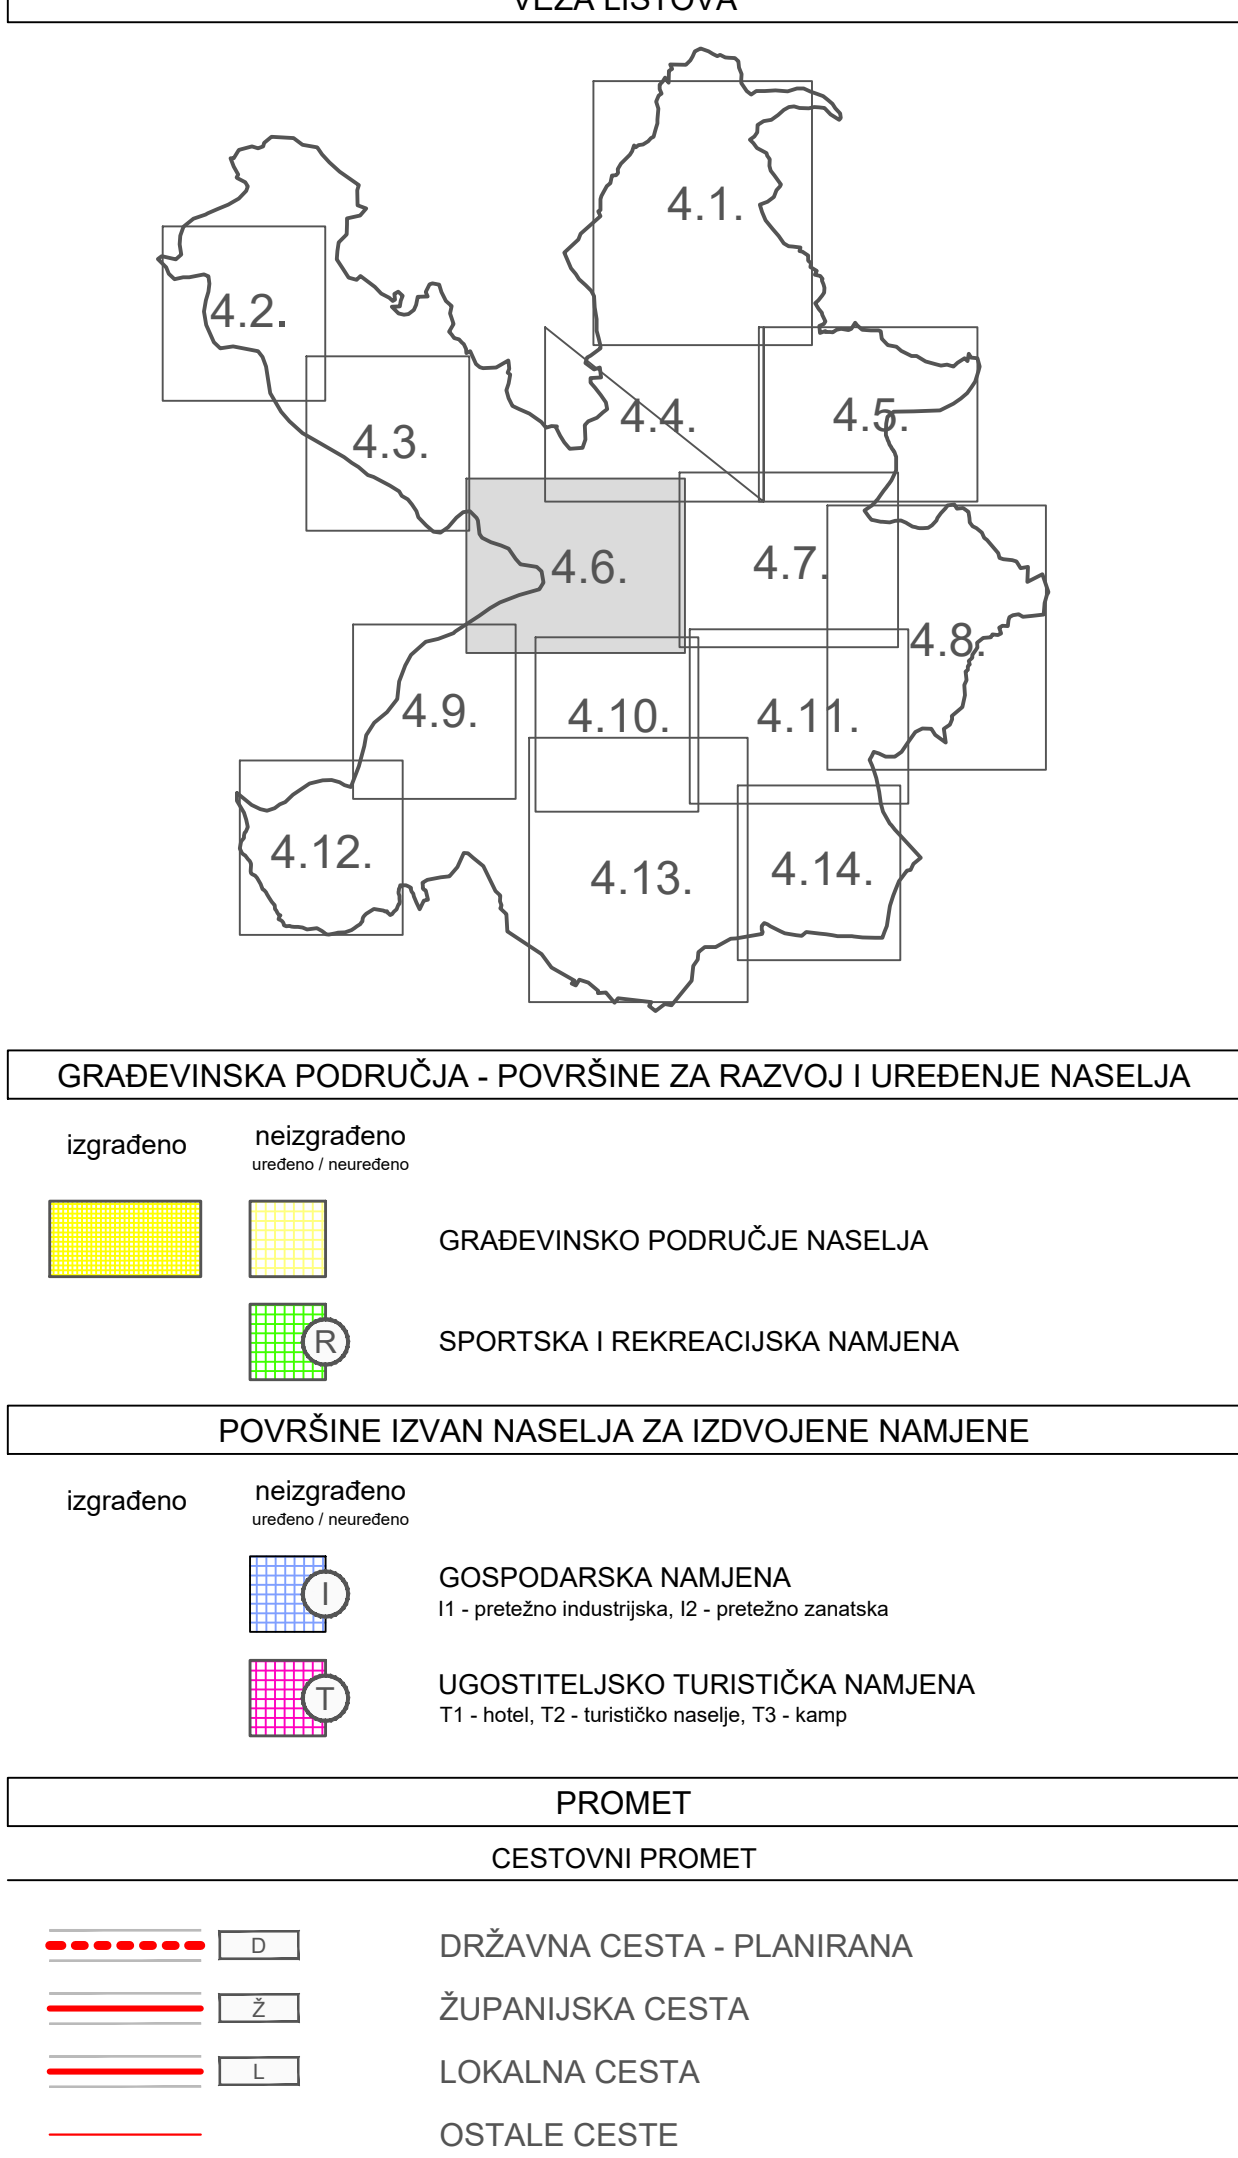 VEZA LISTOVA
4.1.
4.2.
4.3.
4.4.
4.5.
4.6.
4.7.
4.8.
4.9.
4.10.
4.11.
4.12.
4.13.
4.14.
GRAĐEVINSKA PODRUČJA - POVRŠINE ZA RAZVOJ I UREĐENJE NASELJA
izgrađeno
neizgrađeno
uređeno / neuređeno
GRAĐEVINSKO PODRUČJE NASELJA
R
SPORTSKA I REKREACIJSKA NAMJENA
POVRŠINE IZVAN NASELJA ZA IZDVOJENE NAMJENE
izgrađeno
neizgrađeno
uređeno / neuređeno
I
GOSPODARSKA NAMJENA
I1 - pretežno industrijska, I2 - pretežno zanatska
T
UGOSTITELJSKO TURISTIČKA NAMJENA
T1 - hotel, T2 - turističko naselje, T3 - kamp
PROMET
CESTOVNI PROMET
D
DRŽAVNA CESTA - PLANIRANA
Ž
ŽUPANIJSKA CESTA
L
LOKALNA CESTA
OSTALE CESTE